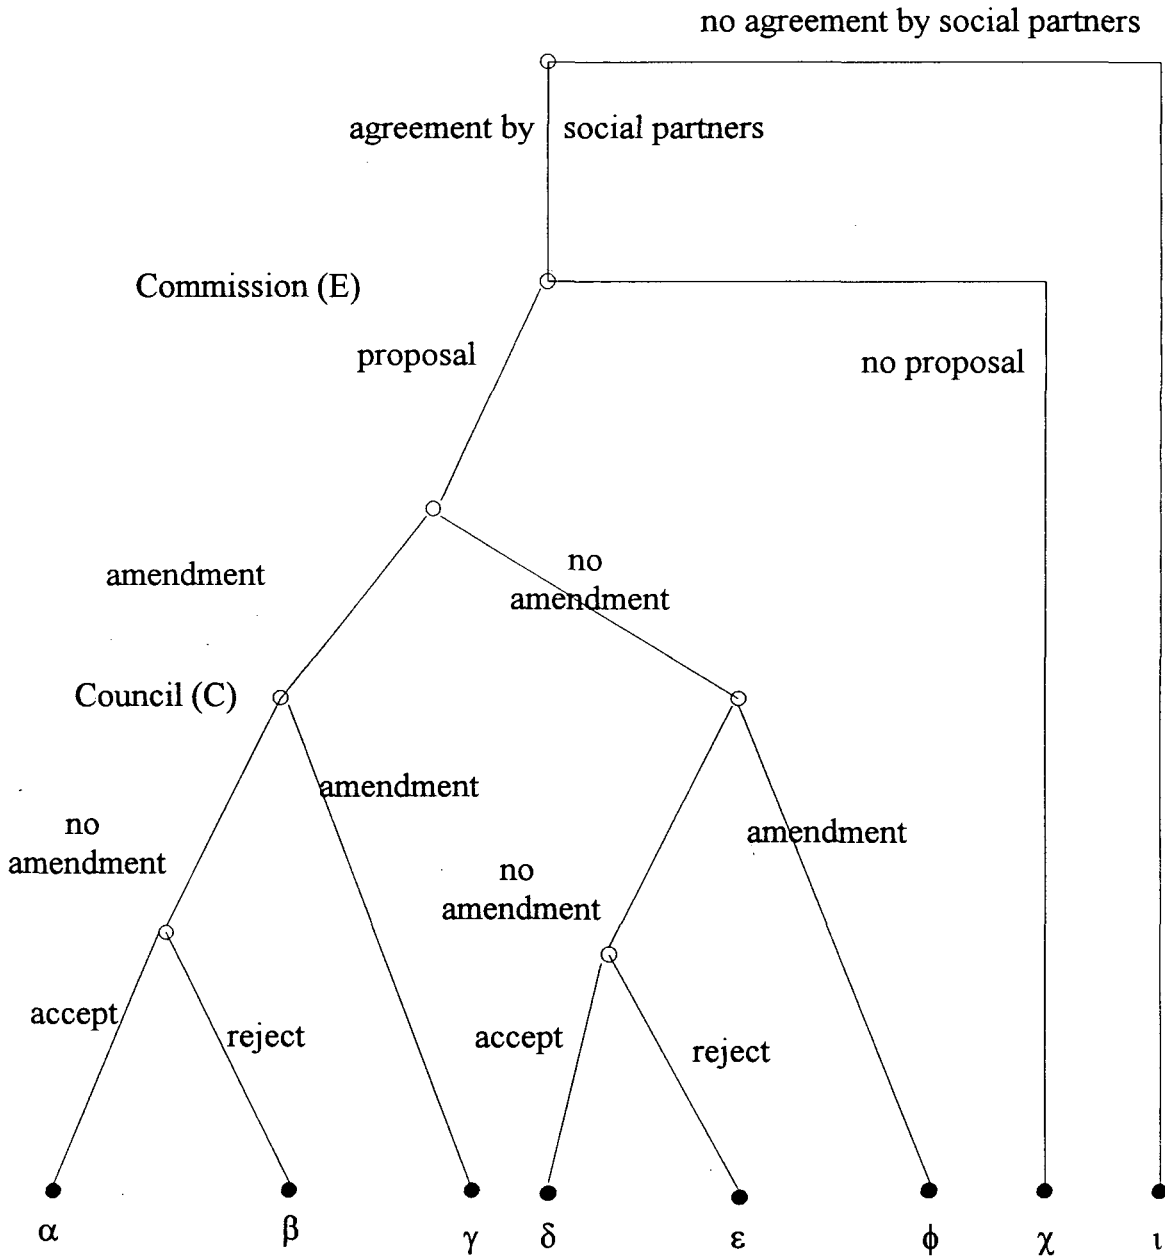 no agreement by social partners
agreement by social partners
Commission (E)
proposal
no proposal
amendment
no
amendment
Council (C)
amendment
no
amendment
amendment
no
amendment
accept
reject
accept
reject
α β γ δ ε ϕ χ ι